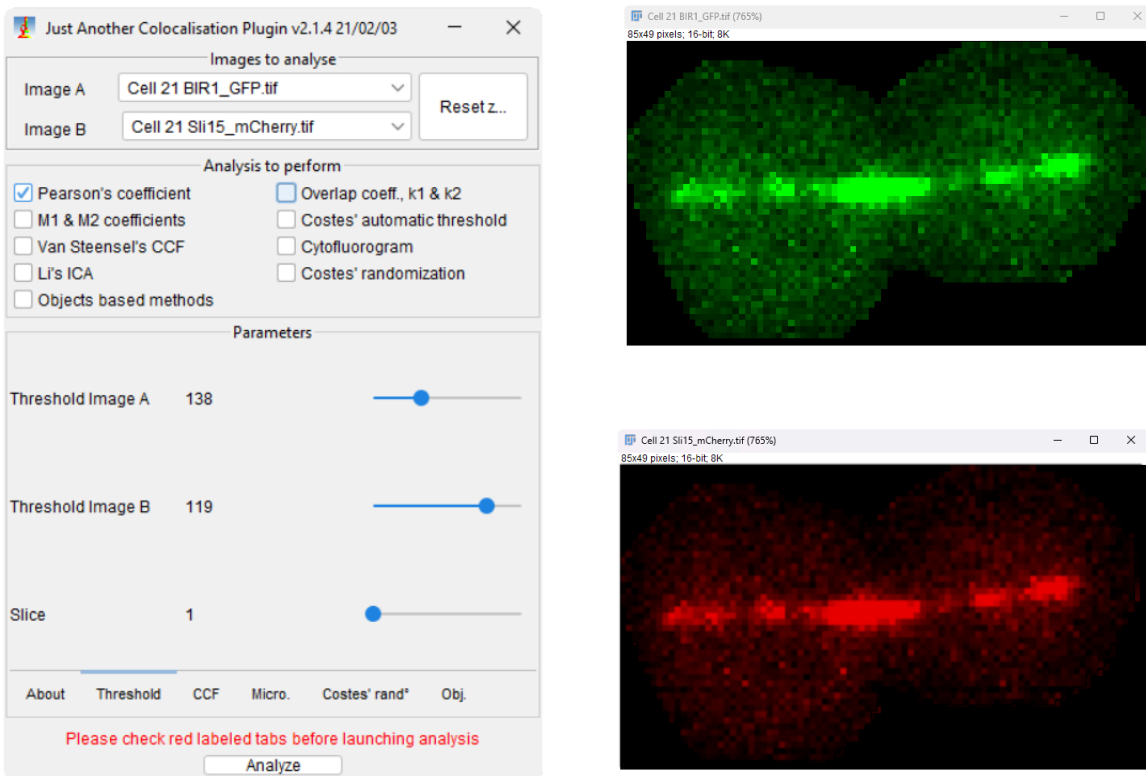 Just Another Colocalisation Plugin v2.1.4 21/02/03
Images to analyse
Image A
Cell 21 BIR1_GFP.tif
Reset z...
Image B
Cell 21 Sli15_mCherry.tif
Analysis to perform
Pearson's coefficient
Overlap coeff., k1 & k2
M1 & M2 coefficients
Costes' automatic threshold
Van Steensel's CCF
Cytofluorogram
Li's ICA
Costes' randomization
Objects based methods
Parameters
Threshold Image A 138
Threshold Image B 119
Slice 1
About Threshold CCF Micro. Costes' rand° Obj.
Please check red labeled tabs before launching analysis
Analyze
Cell 21 BIR1_GFP.tif (765%)
85x49 pixels; 16-bit; 8K
Cell 21 Sli15_mCherry.tif (765%)
85x49 pixels; 16-bit; 8K